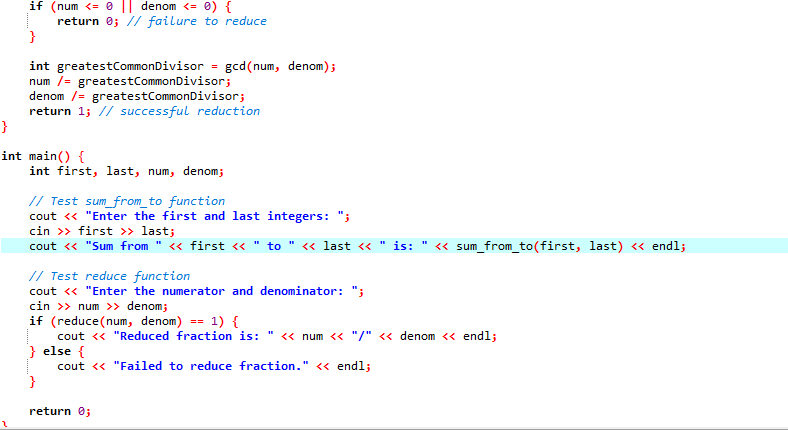 if (num <= 0 || denom <= 0) {
return 0; // failure to reduce
}
int greatestCommonDivisor = gcd(num, denom);
num /= greatestCommonDivisor;
denom /= greatestCommonDivisor;
return 1; // successful reduction
}
int main() {
int first, last, num, denom;
// Test sum_from_to function
cout << "Enter the first and last integers: ";
cin >> first >> last;
cout << "Sum from " << first << " to " << last << " is: " << sum_from_to(first, last) << endl;
// Test reduce function
cout << "Enter the numerator and denominator: ";
cin >> num >> denom;
if (reduce(num, denom) == 1) {
cout << "Reduced fraction is: " << num << "/" << denom << endl;
} else {
cout << "Failed to reduce fraction." << endl;
}
return 0;
}